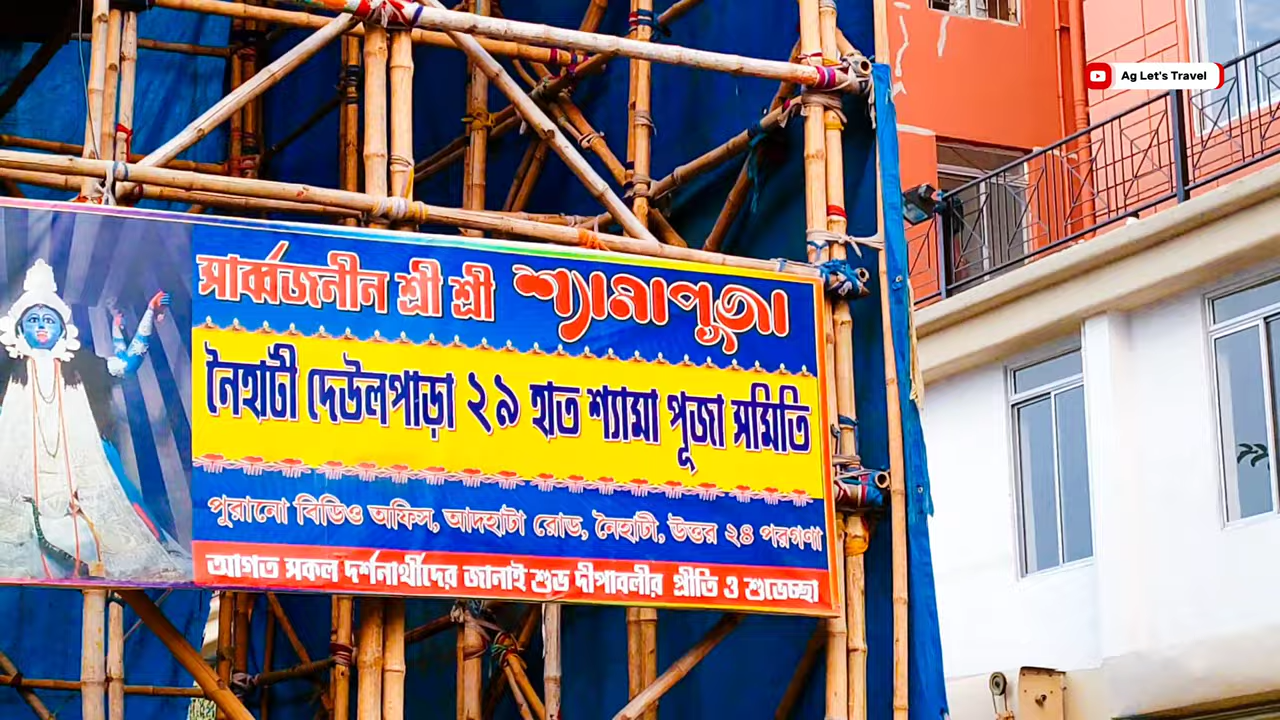 Ag Let's Travel
সার্ব্বজনীন শ্রী শ্রী শ্যামাপূজা
নৈহাটী দেউলপাড়া ২৯ হাত শ্যামা পূজা সমিতি
পুরানো বিডিও অফিস, আদহাটা রোড, নৈহাটী, উত্তর ২৪ পরগণা
আগত সকল দর্শনার্থীদের জানাই শুভ দীপাবলীর প্রীতি ও শুভেচ্ছা